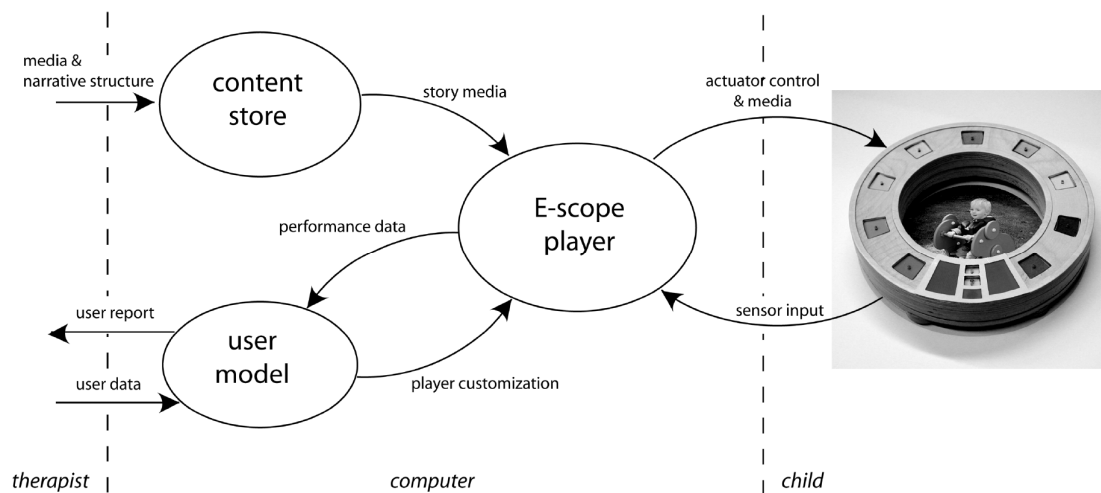 media &
narrative structure
content
store
story media
actuator control
& media
E-scope
player
performance data
user report
user
model
sensor input
user data
player customization
therapist
computer
child